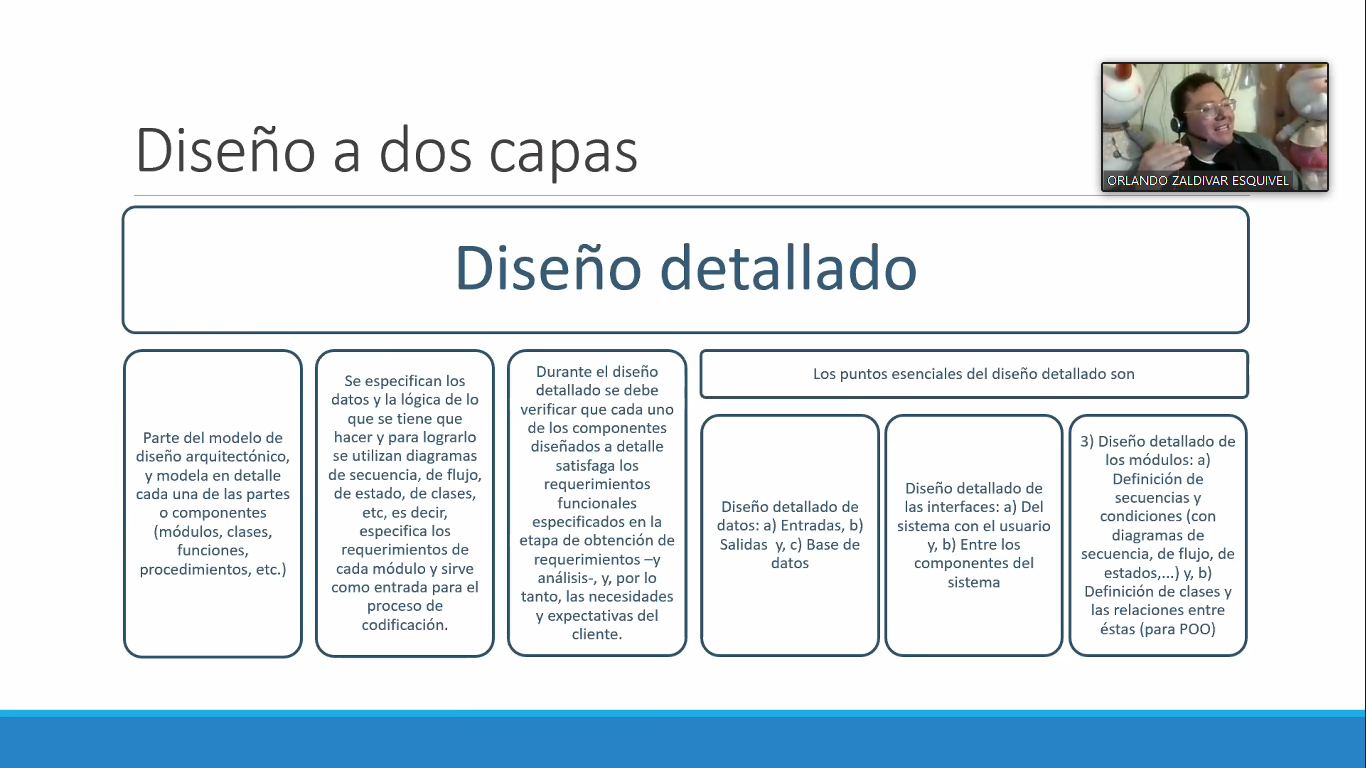 Diseño a dos capas
ORLANDO ZALDIVAR ESQUIVEL
Diseño detallado
Parte del modelo de
diseño arquitectónico,
y modela en detalle
cada una de las partes
o componentes
(módulos, clases,
funciones,
procedimientos, etc.)
Se especifican los
datos y la lógica de lo
que se tiene que
hacer y para lograrlo
se utilizan diagramas
de secuencia, de flujo,
de estado, de clases,
etc, es decir,
especifica los
requerimientos de
cada módulo y sirve
como entrada para el
proceso de
codificación.
Durante el diseño
detallado se debe
verificar que cada uno
de los componentes
diseñados a detalle
satisfaga los
requerimientos
funcionales
especificados en la
etapa de obtención de
requerimientos –y
análisis-, y, por lo
tanto, las necesidades
y expectativas del
cliente.
Los puntos esenciales del diseño detallado son
Diseño detallado de
datos: a) Entradas, b)
Salidas  y, c) Base de
datos
Diseño detallado de
las interfaces: a) Del
sistema con el usuario
y, b) Entre los
componentes del
sistema
3) Diseño detallado de
los módulos: a)
Definición de
secuencias y
condiciones (con
diagramas de
secuencia, de flujo, de
estados,...) y, b)
Definición de clases y
las relaciones entre
éstas (para POO)